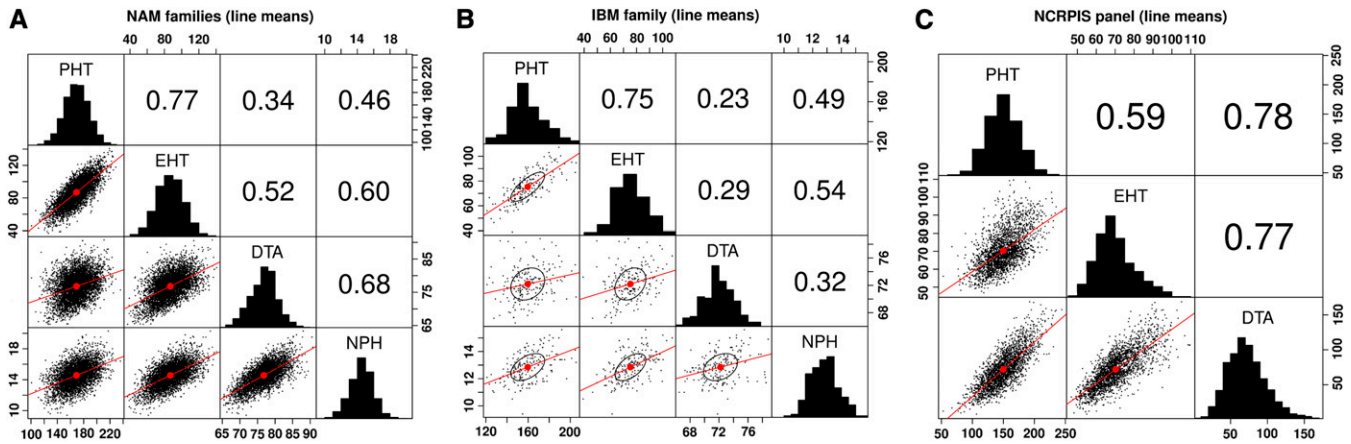 A
NAM families (line means)
40 80 120
10 14 18
PHT
0.77
0.34
0.46
100 140 180 220
EHT
0.52
0.60
40 80 120
DTA
0.68
65 75 85
NPH
10 14 18
100 140 180 220
65 70 75 80 85 90
B
IBM family (line means)
40 60 80 100
10 12 14
PHT
0.75
0.23
0.49
120 160 200
EHT
0.29
0.54
40 60 80 100
DTA
0.32
68 72 76
NPH
10 12 14
120 160 200
68 72 76
C
NCRPIS panel (line means)
50 60 70 80 90 100 110
PHT
0.59
0.78
50 100 150 200 250
EHT
0.77
50 60 70 80 90 100 110
DTA
50 100 150
50 100 150 200 250
50 100 150